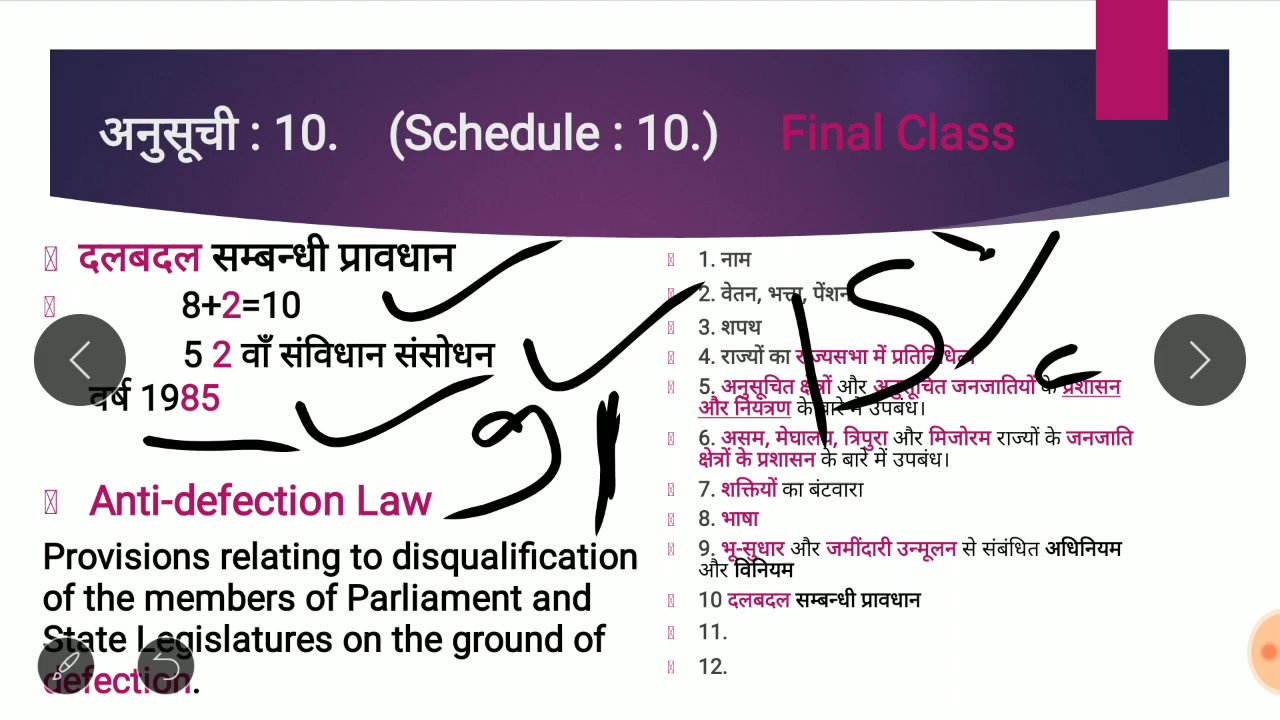 अनुसूची : 10. (Schedule : 10.) Final Class
दलबदल सम्बन्धी प्रावधान
8+2=10
5 2 वाँ संविधान संसोधन
वर्ष 1985
91
Anti-defection Law
Provisions relating to disqualification
of the members of Parliament and
State Legislatures on the ground of
defection.
1. नाम
2. वेतन, भत्ता, पेंशन
3. शपथ
4. राज्यों का राज्यसभा में प्रतिनिधित्व
5. अनुसूचित क्षेत्रों और अनुसूचित जनजातियों के प्रशासन
और नियंत्रण के बारे में उपबंध।
6. असम, मेघालय, त्रिपुरा और मिजोरम राज्यों के जनजाति
क्षेत्रों के प्रशासन के बारे में उपबंध।
7. शक्तियों का बंटवारा
8. भाषा
9. भू-सुधार और जमींदारी उन्मूलन से संबंधित अधिनियम
और विनियम
10 दलबदल सम्बन्धी प्रावधान
11.
12.
15%